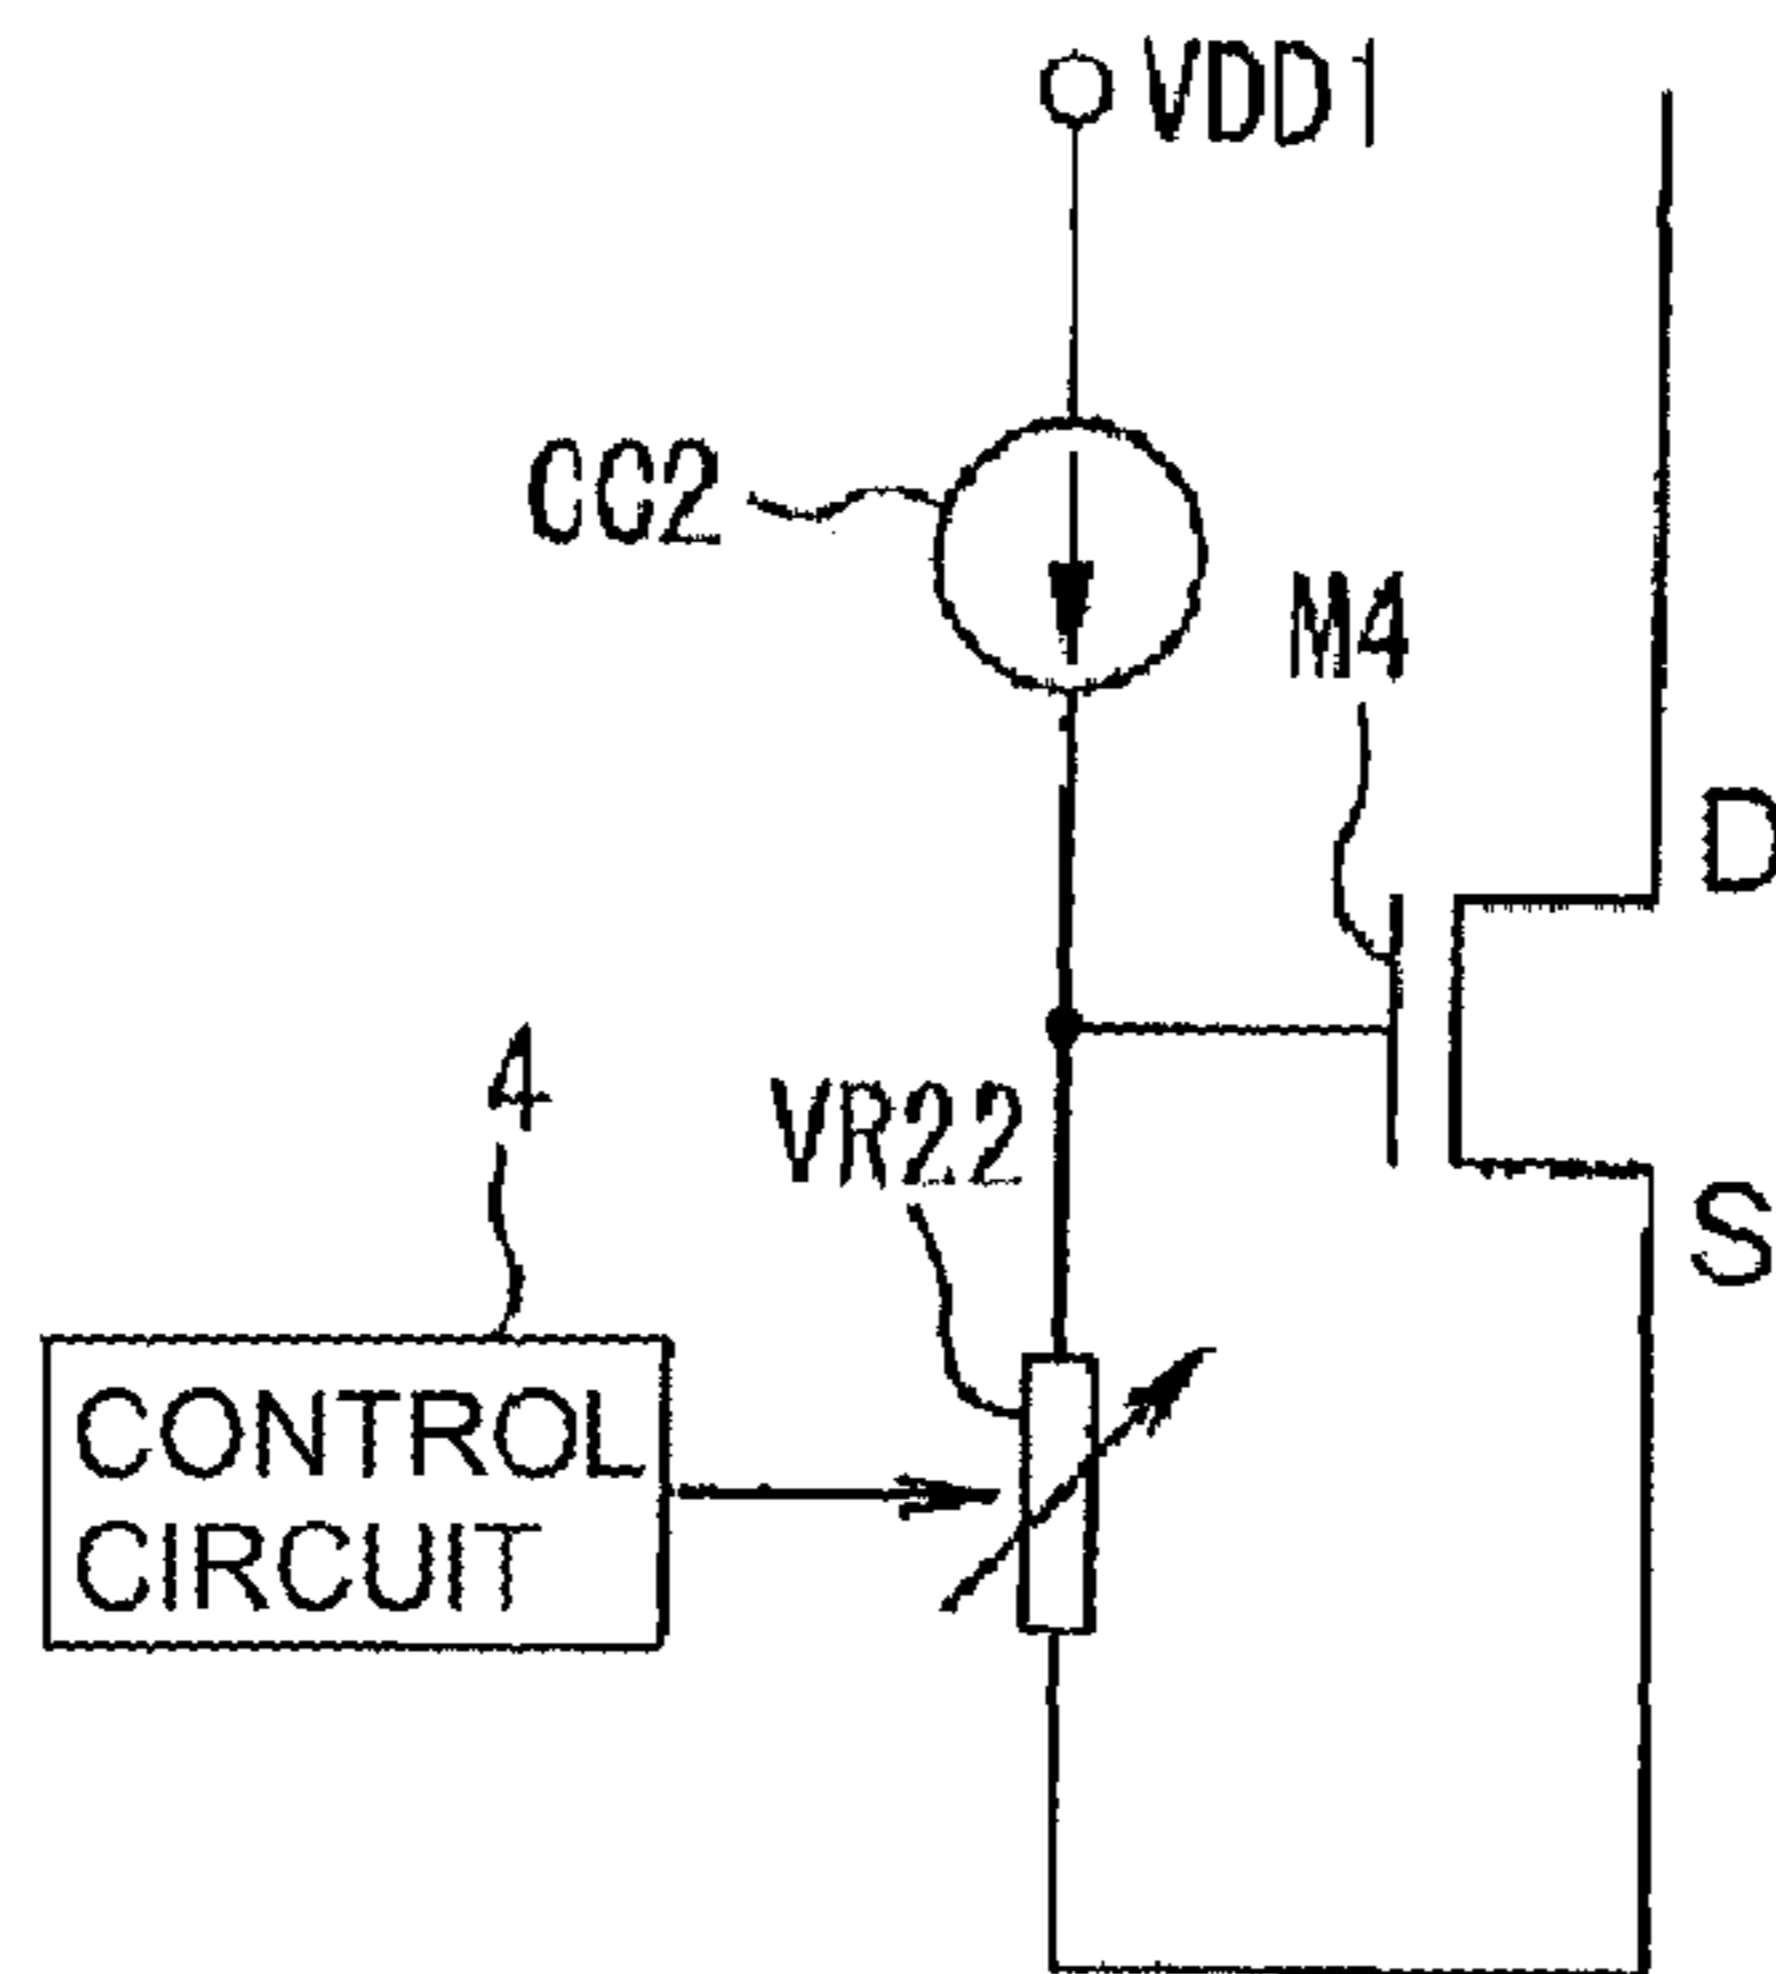 VDD1
CC2
M4
D
4
VR22
S
CONTROL
CIRCUIT